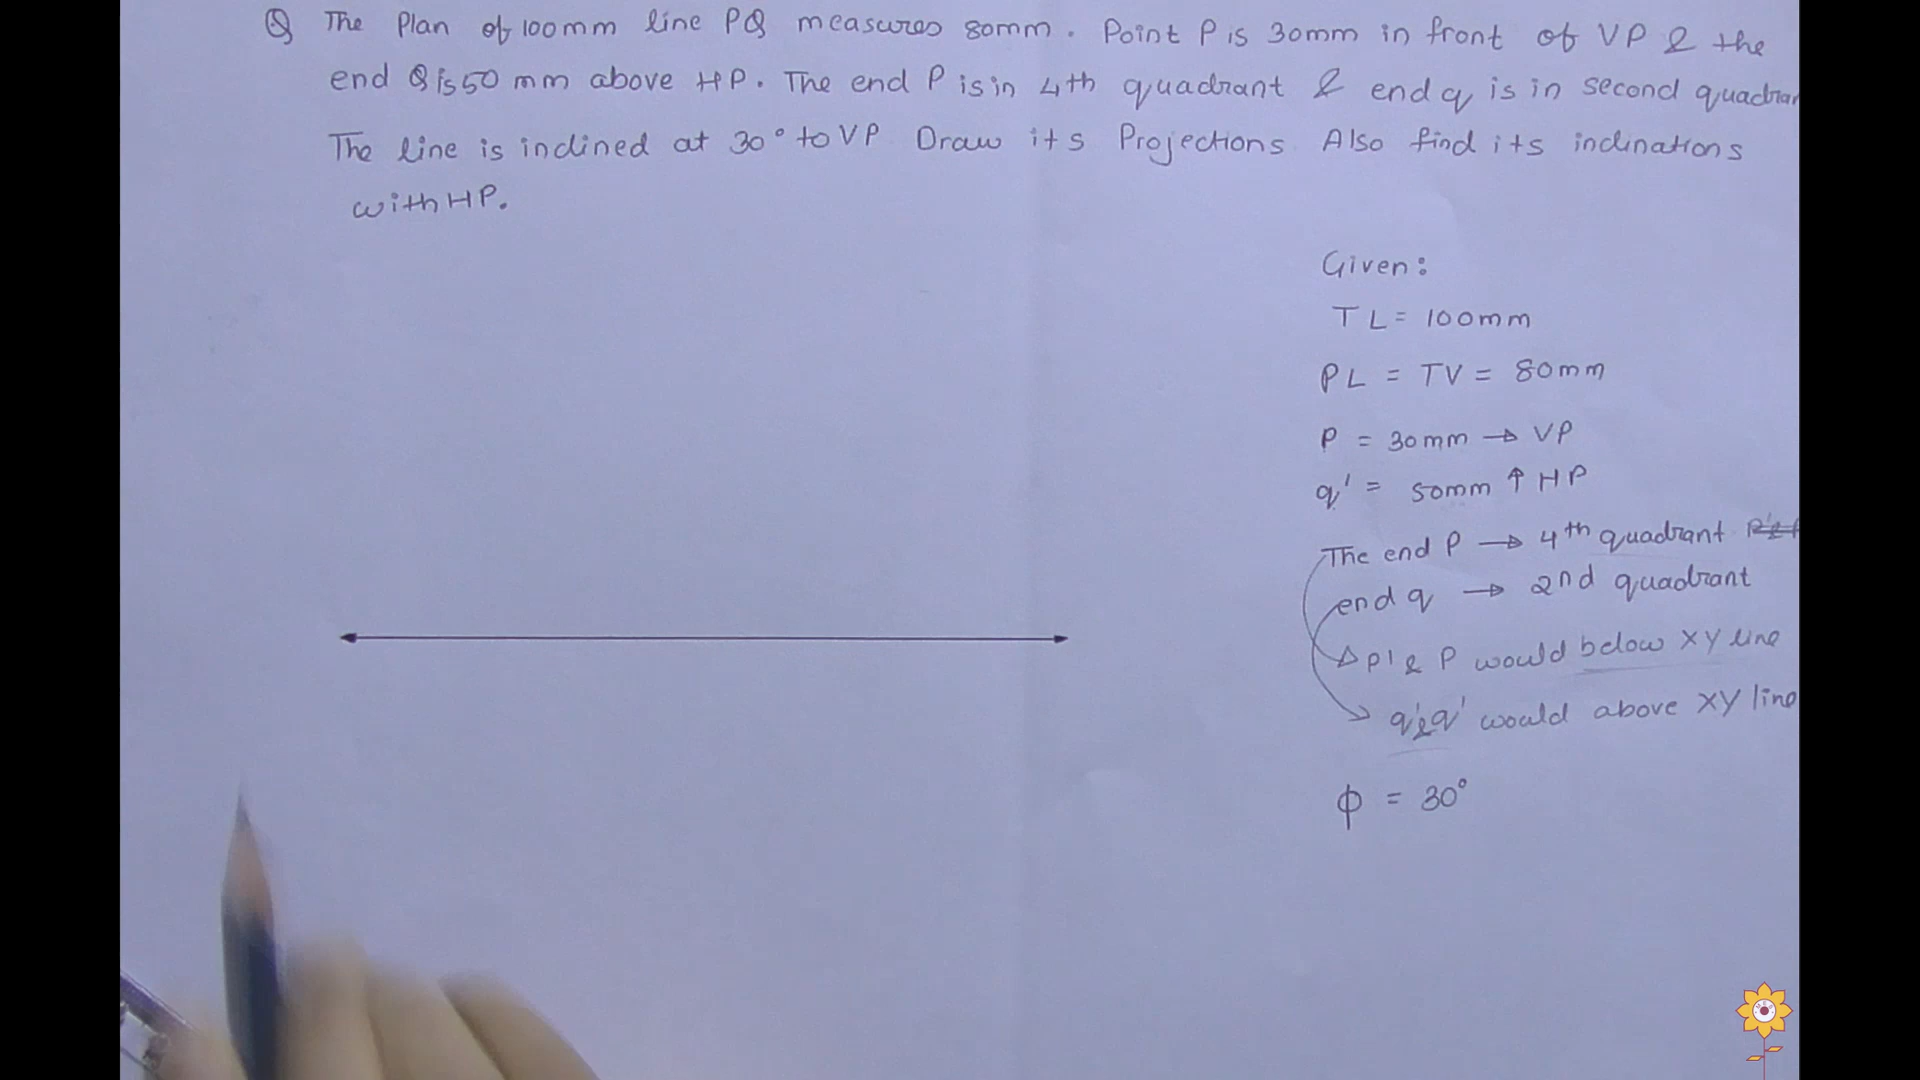 Q The Plan of 100mm line PQ measures 80mm. Point P is 30mm in front of VP & the
end Q is 50 mm above HP. The end P is in 4th quadrant & end q is in second quadran
The line is inclined at 30° to VP Draw its Projections Also find its inclinations
with HP.
Given:
TL = 100mm
PL = TV = 80mm
P = 30mm → VP
q' = 50mm ↑ HP
The end P → 4th quadrant
end q → 2nd quadrant
p' & P would below XY line
q' & q' would above XY line
φ = 30°